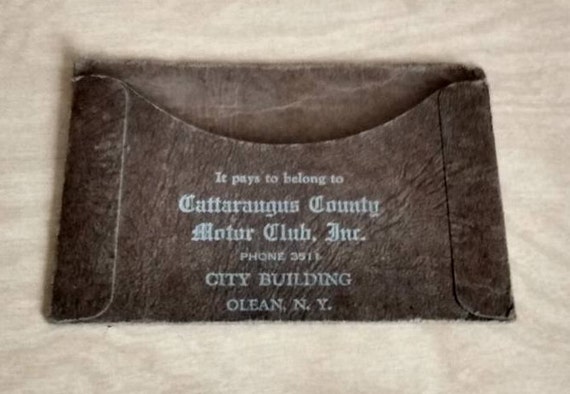 It pays to belong to
Cattaraugus County
Motor Club, Inc.
PHONE 3511
CITY BUILDING
OLEAN, N. Y.